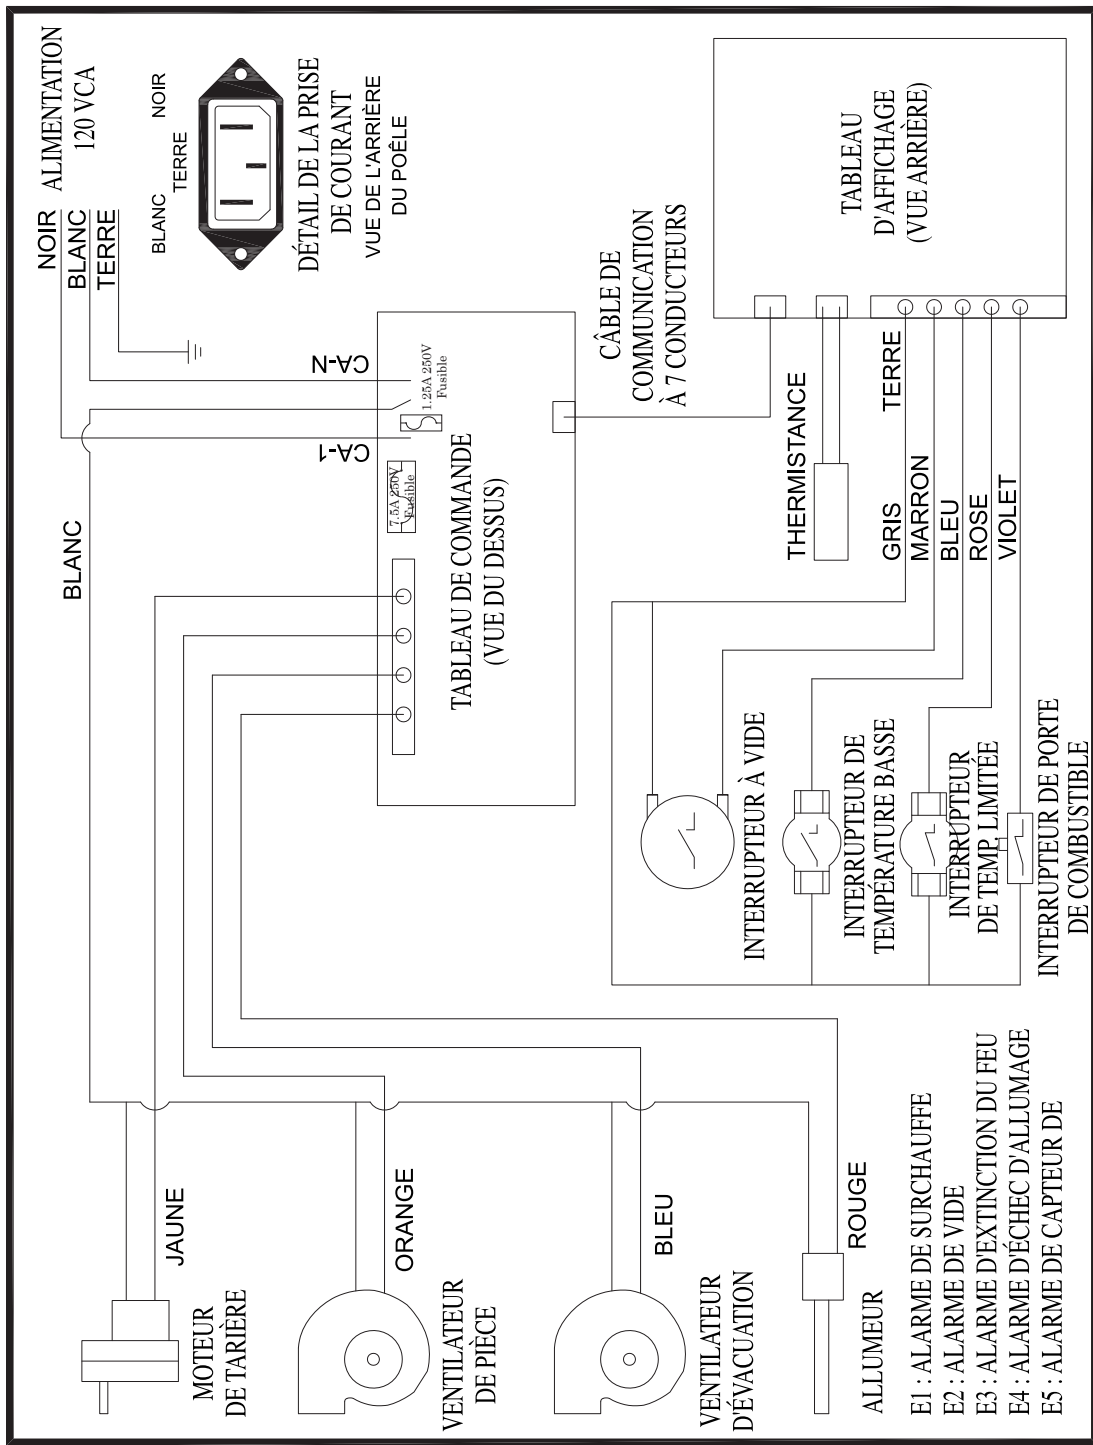 ALIMENTATION
120 VCA
NOIR
BLANC
TERRE
NOIR
TERRE
BLANC
DÉTAIL DE LA PRISE
DE COURANT
VUE DE L'ARRIÈRE
DU POÊLE
BLANC
CA-N
CA-1
1.25A 250V
Fusible
7.5A 250V
Fusible
TABLEAU DE COMMANDE
(VUE DU DESSUS)
CÂBLE DE
COMMUNICATION
À 7 CONDUCTEURS
TABLEAU
D'AFFICHAGE
(VUE ARRIÈRE)
THERMISTANCE
TERRE
GRIS
MARRON
BLEU
ROSE
VIOLET
INTERRUPTEUR À VIDE
INTERRUPTEUR DE
TEMPÉRATURE BASSE
INTERRUPTEUR
DE TEMP. LIMITÉE
INTERRUPTEUR DE PORTE
DE COMBUSTIBLE
JAUNE
MOTEUR
DE TARIÈRE
ORANGE
VENTILATEUR
DE PIÈCE
BLEU
VENTILATEUR
D'ÉVACUATION
ROUGE
ALLUMEUR
E1 : ALARME DE SURCHAUFFE
E2 : ALARME DE VIDE
E3 : ALARME D'EXTINCTION DU FEU
E4 : ALARME D'ÉCHEC D'ALLUMAGE
E5 : ALARME DE CAPTEUR DE